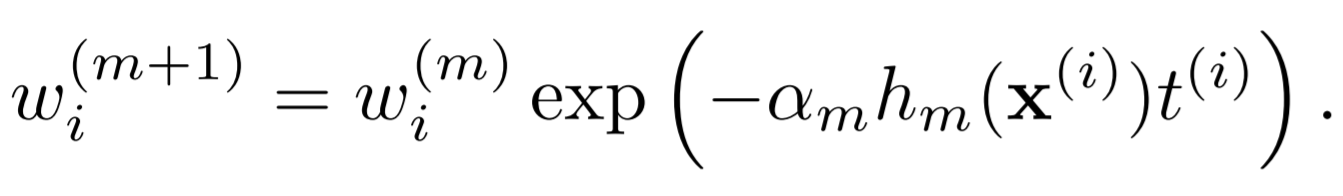 w_i^{(m+1)} = w_i^{(m)} \exp\left(-\alpha_m h_m(\mathbf{x}^{(i)}) t^{(i)}\right).